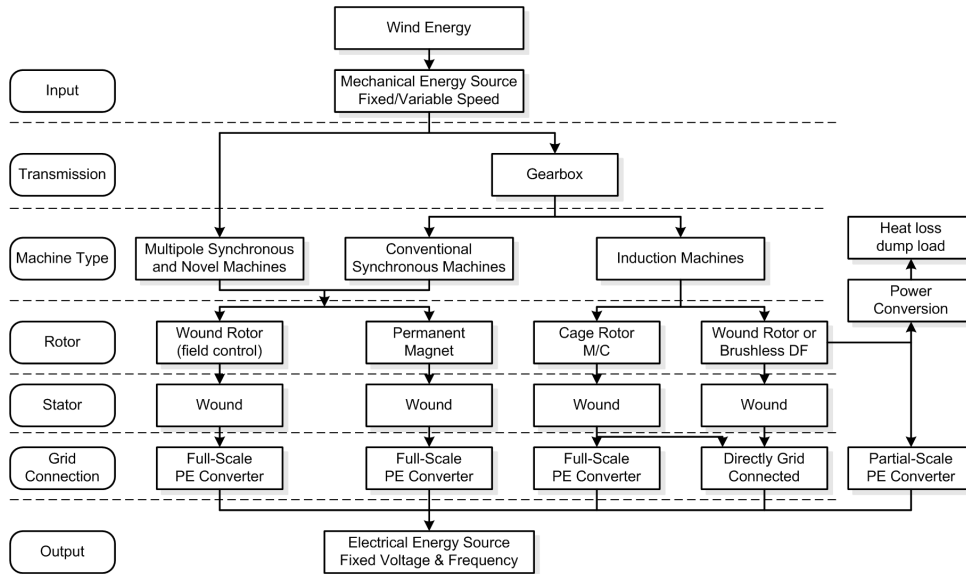 Wind Energy
Input
Mechanical Energy Source
Fixed/Variable Speed
Transmission
Gearbox
Machine Type
Multipole Synchronous
and Novel Machines
Conventional
Synchronous Machines
Induction Machines
Heat loss
dump load
Power
Conversion
Rotor
Wound Rotor
(field control)
Permanent
Magnet
Cage Rotor
M/C
Wound Rotor or
Brushless DF
Stator
Wound
Wound
Wound
Wound
Grid
Connection
Full-Scale
PE Converter
Full-Scale
PE Converter
Full-Scale
PE Converter
Directly Grid
Connected
Partial-Scale
PE Converter
Output
Electrical Energy Source
Fixed Voltage & Frequency